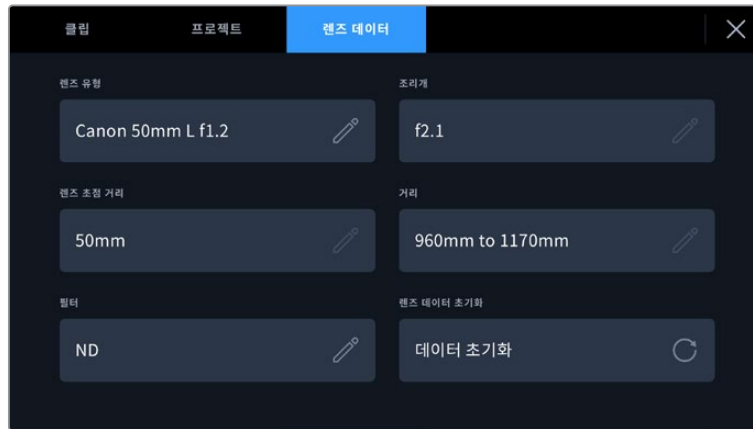 클립 프로젝트 렌즈 데이터
렌즈 유형 조리개
Canon 50mm L f1.2 f2.1
렌즈 초점 거리 거리
50mm 960mm to 1170mm
필터 렌즈 데이터 초기화
ND 데이터 초기화